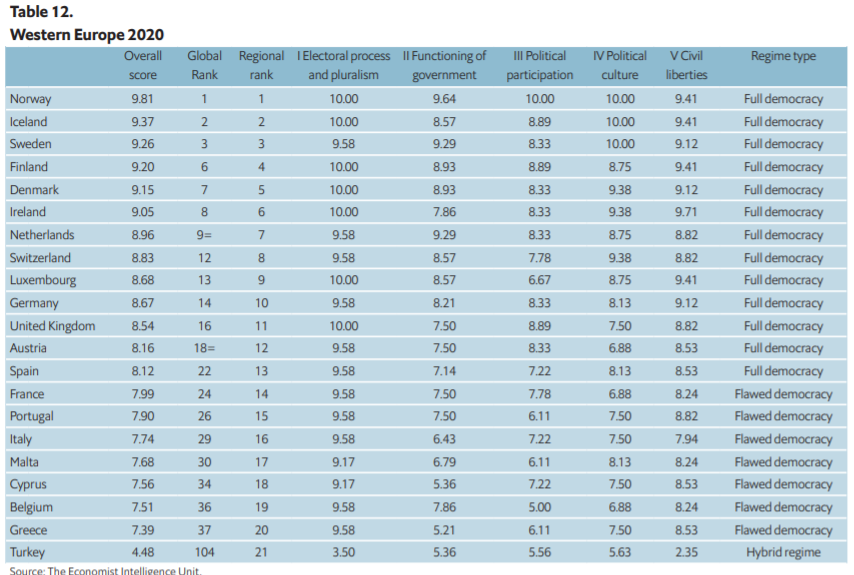 Table 12.
Western Europe 2020
Overall Global Regional I Electoral process II Functioning of III Political IV Political V Civil Regime type
score Rank rank and pluralism government participation culture liberties
Norway 9.81 1 1 10.00 9.64 10.00 10.00 9.41 Full democracy
Iceland 9.37 2 2 10.00 8.57 8.89 10.00 9.41 Full democracy
Sweden 9.26 3 3 9.58 9.29 8.33 10.00 9.12 Full democracy
Finland 9.20 6 4 10.00 8.93 8.89 8.75 9.41 Full democracy
Denmark 9.15 7 5 10.00 8.93 8.33 9.38 9.12 Full democracy
Ireland 9.05 8 6 10.00 7.86 8.33 9.38 9.71 Full democracy
Netherlands 8.96 9= 7 9.58 9.29 8.33 8.75 8.82 Full democracy
Switzerland 8.83 12 8 9.58 8.57 7.78 9.38 8.82 Full democracy
Luxembourg 8.68 13 9 10.00 8.57 6.67 8.75 9.41 Full democracy
Germany 8.67 14 10 9.58 8.21 8.33 8.13 9.12 Full democracy
United Kingdom 8.54 16 11 10.00 7.50 8.89 7.50 8.82 Full democracy
Austria 8.16 18= 12 9.58 7.50 8.33 6.88 8.53 Full democracy
Spain 8.12 22 13 9.58 7.14 7.22 8.13 8.53 Full democracy
France 7.99 24 14 9.58 7.50 7.78 6.88 8.24 Flawed democracy
Portugal 7.90 26 15 9.58 7.50 6.11 7.50 8.82 Flawed democracy
Italy 7.74 29 16 9.58 6.43 7.22 7.50 7.94 Flawed democracy
Malta 7.68 30 17 9.17 6.79 6.11 8.13 8.24 Flawed democracy
Cyprus 7.56 34 18 9.17 5.36 7.22 7.50 8.53 Flawed democracy
Belgium 7.51 36 19 9.58 7.86 5.00 6.88 8.24 Flawed democracy
Greece 7.39 37 20 9.58 5.21 6.11 7.50 8.53 Flawed democracy
Turkey 4.48 104 21 3.50 5.36 5.56 5.63 2.35 Hybrid regime
Source: The Economist Intelligence Unit.